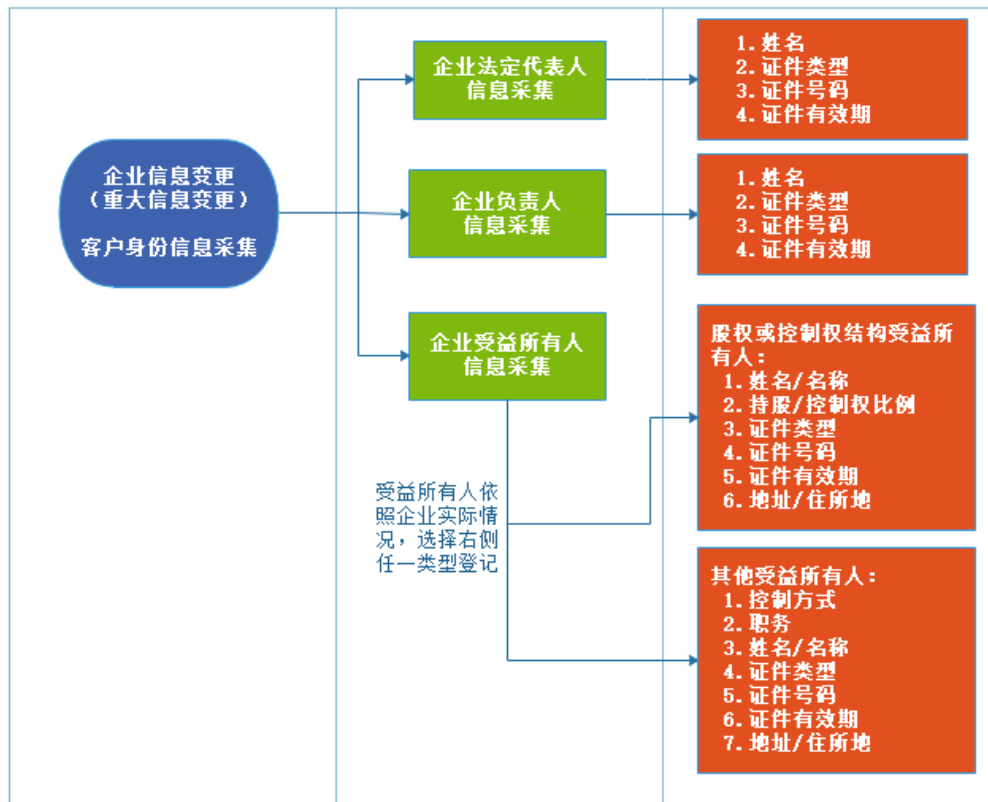 企业信息变更
（重大信息变更）
客户身份信息采集
企业法定代表人
信息采集
1.姓名
2.证件类型
3.证件号码
4.证件有效期
企业负责人
信息采集
1.姓名
2.证件类型
3.证件号码
4.证件有效期
企业受益所有人
信息采集
受益所有人依
照企业实际情
况，选择右侧
任一类型登记
股权或控制权结构受益所
有人：
1.姓名/名称
2.持股/控制权比例
3.证件类型
4.证件号码
5.证件有效期
6.地址/住所地
其他受益所有人：
1.控制方式
2.职务
3.姓名/名称
4.证件类型
5.证件号码
6.证件有效期
7.地址/住所地